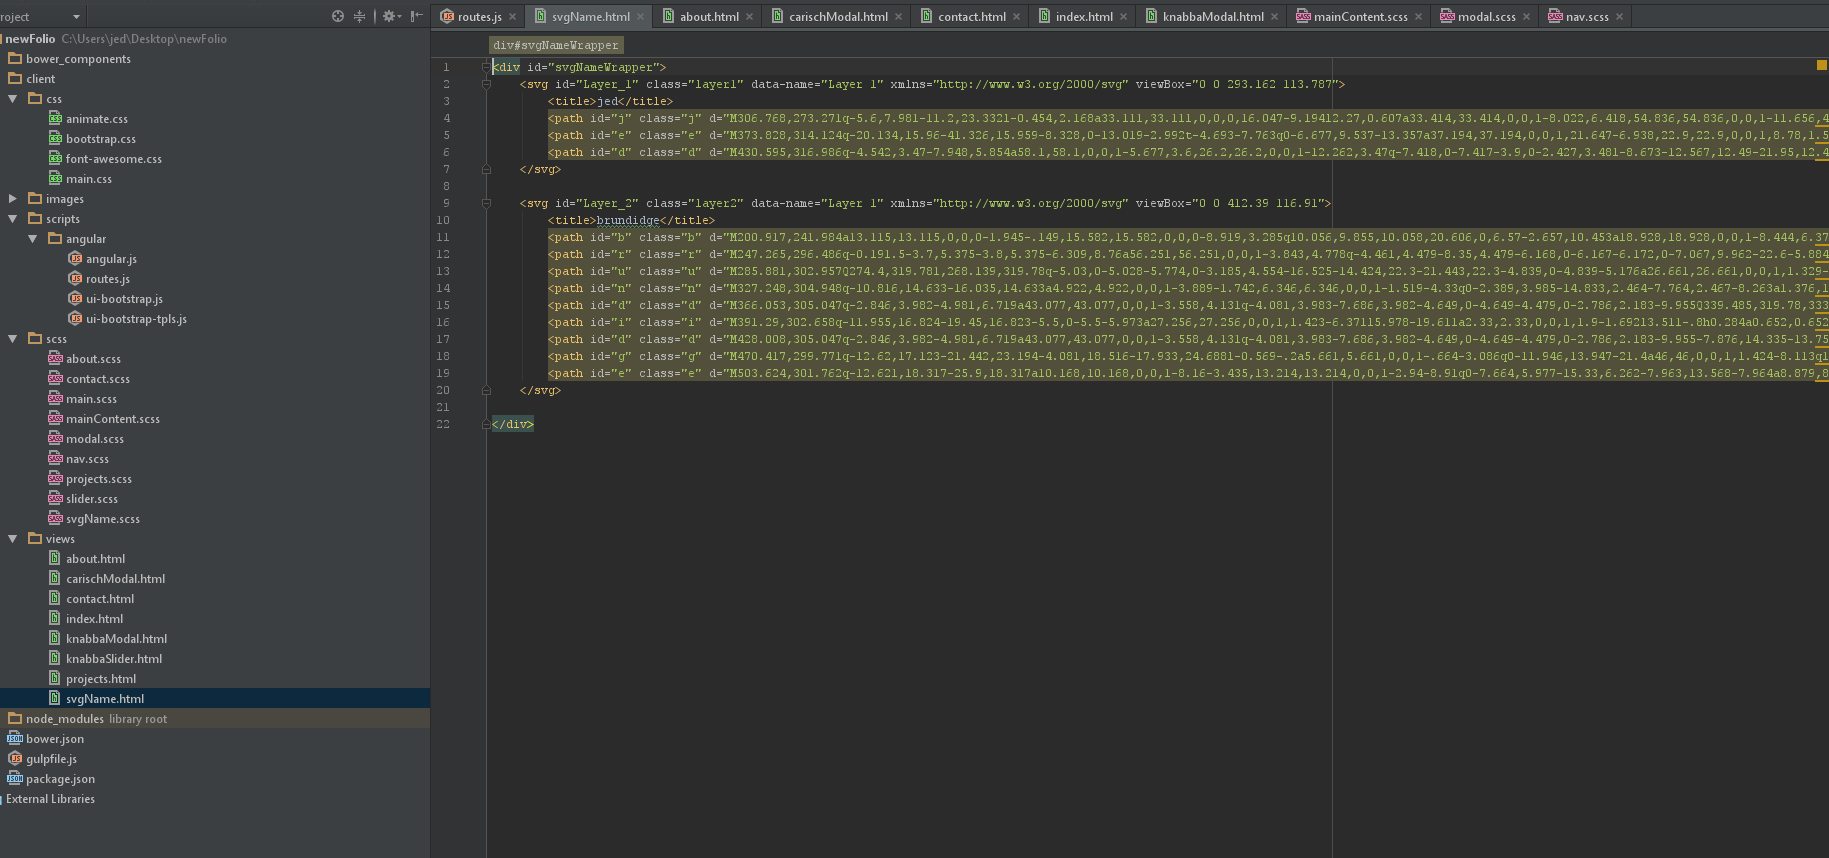 roject
routes.js
svgName.html
about.html
carischModal.html
contact.html
index.html
knabbaModal.html
mainContent.scss
modal.scss
nav.scss
newFolio C:\Users\jed\Desktop\newFolio
bower_components
client
css
animate.css
bootstrap.css
font-awesome.css
main.css
images
scripts
angular
angular.js
routes.js
ui-bootstrap.js
ui-bootstrap-tpls.js
scss
about.scss
contact.scss
main.scss
mainContent.scss
modal.scss
nav.scss
projects.scss
slider.scss
svgName.scss
views
about.html
carischModal.html
contact.html
index.html
knabbaModal.html
knabbaSlider.html
projects.html
svgName.html
node_modules library root
bower.json
gulpfile.js
package.json
External Libraries
div#svgNameWrapper
1 <div id="svgNameWrapper">
2 <svg id="Layer_1" class="layer1" data-name="Layer 1" xmlns="http://www.w3.org/2000/svg" viewBox="0 0 293.162 113.787">
3 <title>jed</title>
4 <path id="j" class="j" d="M306.768,273.271q-5.6,7.981-11.2,23.3321-0.454,2.168a33.111,33.111,0,0,0,16.047-9.19412.27,0.607a33.414,33.414,0,0,1-8.022,6.418,54.836,54.836,0,0,1-11.656,4
5 <path id="e" class="e" d="M373.828,314.124q-20.134,15.96-41.326,15.959-8.328,0-13.019-2.992t-4.693-7.763q0-6.677,9.537-13.357a37.194,37.194,0,0,1,21.647-6.938,22.9,22.9,0,0,1,8.78,1.5
6 <path id="d" class="d" d="M430.595,316.986q-4.542,3.47-7.948,5.854a58.1,58.1,0,0,1-5.677,3.6,26.2,26.2,0,0,1-12.262,3.47q-7.418,0-7.417-3.9,0-2.427,3.481-8.673-12.567,12.49-21.95,12.4
7 </svg>
8
9 <svg id="Layer_2" class="layer2" data-name="Layer 1" xmlns="http://www.w3.org/2000/svg" viewBox="0 0 412.39 116.91">
10 <title>brundidge</title>
11 <path id="b" class="b" d="M200.917,241.984a13.115,13.115,0,0,0-1.945-.149,15.582,15.582,0,0,0-8.919,3.285q10.056,9.855,10.058,20.606,0,6.57-2.657,10.453a18.928,18.928,0,0,1-8.444,6.37
12 <path id="r" class="r" d="M247.265,296.486q-0.191.5-3.7,5.375-3.8,5.375-6.309,8.76a56.251,56.251,0,0,1-3.843,4.778q-4.461,4.479-8.35,4.479-6.168,0-6.167-6.172,0-7.067,9.962-22.6-5.884
13 <path id="u" class="u" d="M285.881,302.957Q274.4,319.781,268.139,319.78q-5.03,0-5.028-5.774,0-3.185,4.554-16.525-14.424,22.3-21.443,22.3-4.839,0-4.839-5.176a26.661,26.661,0,0,1,1.329-
14 <path id="n" class="n" d="M327.248,304.948q-10.816,14.633-16.035,14.633a4.922,4.922,0,0,1-3.889-1.742,6.346,6.346,0,0,1-1.519-4.33q0-2.389,3.985-14.833,2.464-7.764,2.467-8.263a1.376,1
15 <path id="d" class="d" d="M366.053,305.047q-2.846,3.982-4.981,6.719a43.077,43.077,0,0,1-3.558,4.131q-4.081,3.983-7.686,3.982-4.649,0-4.649-4.479,0-2.786,2.183-9.955Q339.485,319.78,333
16 <path id="i" class="i" d="M391.29,302.658q-11.955,16.824-19.45,16.823-5.5,0-5.5-5.973a27.256,27.256,0,0,1,1.423-6.37115.978-19.611a2.33,2.33,0,0,1,1.9-1.69213.511-.8h0.284a0.652,0.652
17 <path id="d" class="d" d="M428.008,305.047q-2.846,3.982-4.981,6.719a43.077,43.077,0,0,1-3.558,4.131q-4.081,3.983-7.686,3.982-4.649,0-4.649-4.479,0-2.786,2.183-9.955-7.876,14.335-13.75
18 <path id="g" class="g" d="M470.417,299.771q-12.62,17.123-21.442,23.194-4.081,18.516-17.933,24.6881-0.569-.2a5.661,5.661,0,0,1-.664-3.086q0-11.946,13.947-21.4a46,46,0,0,1,1.424-8.113q1
19 <path id="e" class="e" d="M503.624,301.762q-12.621,18.317-25.9,18.317a10.168,10.168,0,0,1-8.16-3.435,13.214,13.214,0,0,1-2.94-8.91q0-7.664,5.977-15.33,6.262-7.963,13.568-7.964a8.879,8
20 </svg>
21
22 </div>